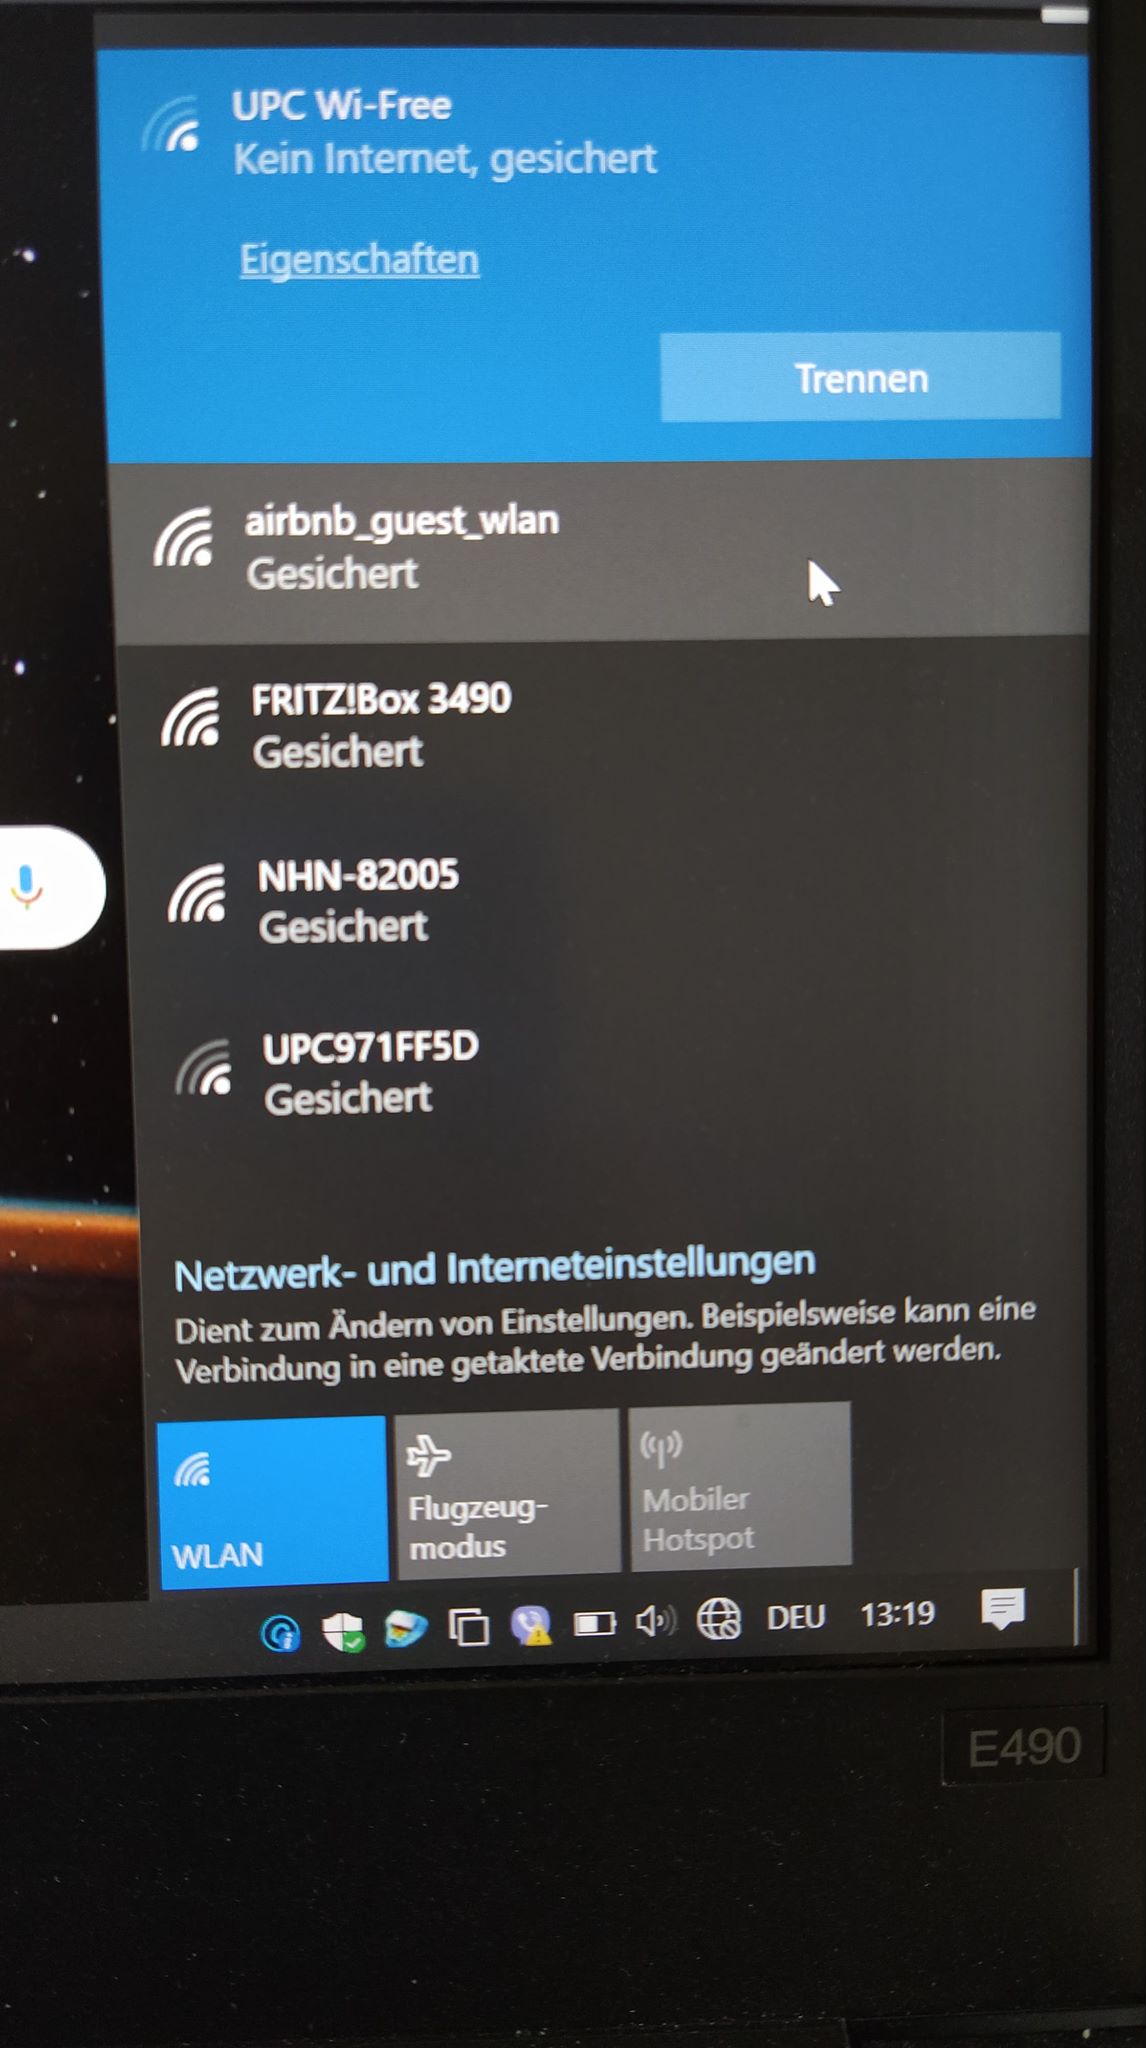 UPC Wi-Free
Kein Internet, gesichert
Eigenschaften
Trennen
airbnb_guest_wlan
Gesichert
FRITZ!Box 3490
Gesichert
NHN-82005
Gesichert
UPC971FF5D
Gesichert
Netzwerk- und Interneteinstellungen
Dient zum Ändern von Einstellungen. Beispielsweise kann eine
Verbindung in eine getaktete Verbindung geändert werden.
WLAN
Flugzeug-
modus
Mobiler
Hotspot
DEU 13:19
E490